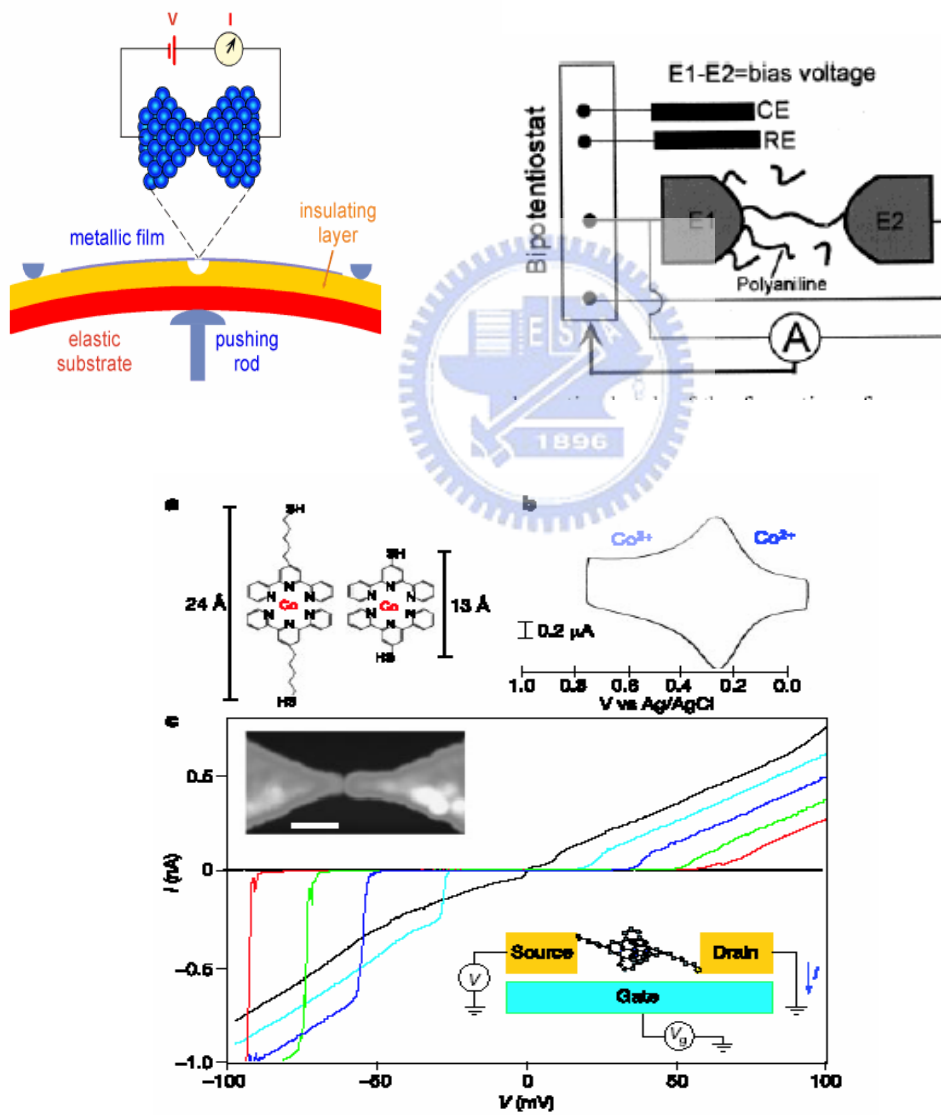 V I
metallic film
insulating
layer
elastic
substrate
pushing
rod
E1-E2=bias voltage
CE
RE
Bipotentiostat
E1
E2
Polyaniline
A
E S A
1896
a
SH
24 Å
N N N
Co
N N N
HS
SH
N N N
Co
N N N
HS
13 Å
b
Co³⁺ Co²⁺
0.2 µA
1.0 0.8 0.6 0.4 0.2 0.0
V vs Ag/AgCl
c
0.5
0
−0.5
−1.0
I (nA)
Source
Drain
Gate
V
I
Vg
−100 −50 0 50 100
V (mV)